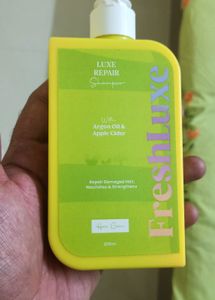 LUXE
REPAIR
Shampoo
With
Argan Oil &
Apple Cider
Repair Damaged Hair,
Nourishes & Strengthens
FreshLuxe